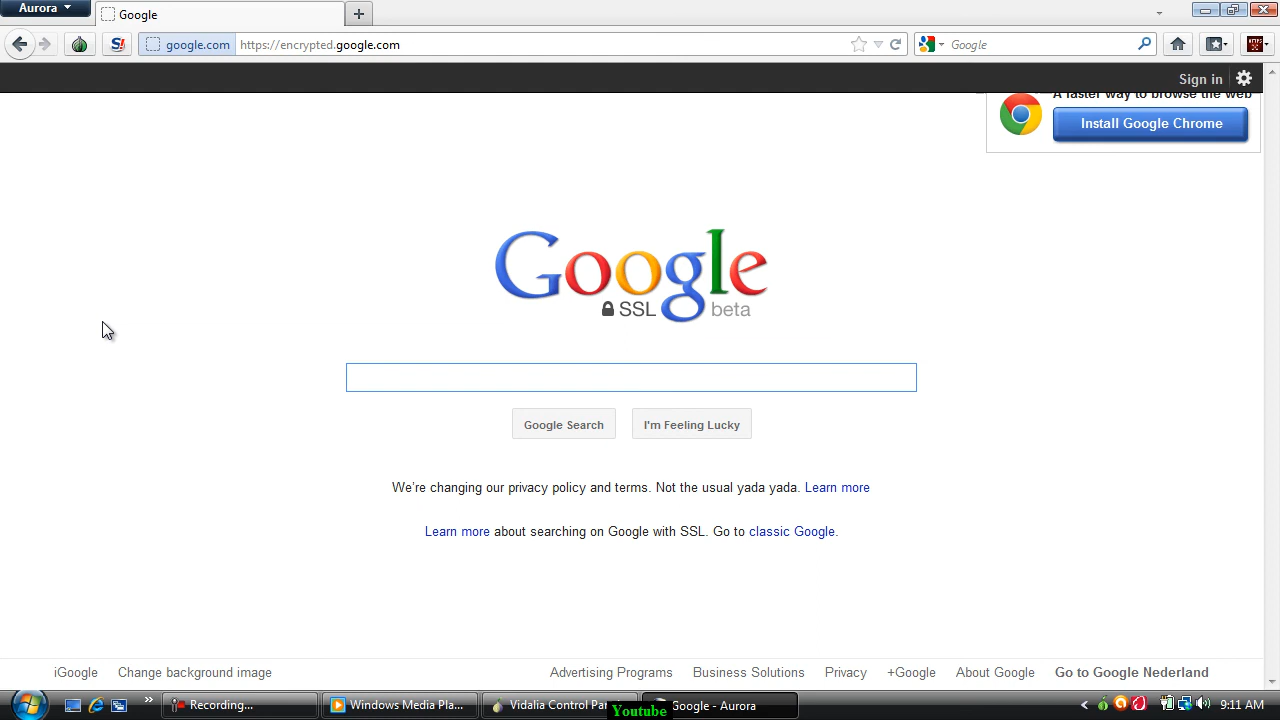 Aurora
Google
google.com https://encrypted.google.com
Google
Sign in
A faster way to browse the web
Install Google Chrome
Google
SSL beta
Google Search I'm Feeling Lucky
We're changing our privacy policy and terms. Not the usual yada yada. Learn more
Learn more about searching on Google with SSL. Go to classic Google.
iGoogle Change background image Advertising Programs Business Solutions Privacy +Google About Google Go to Google Nederland
Recording... Windows Media Pla... Vidalia Control Pa Google - Aurora 9:11 AM
Youtube